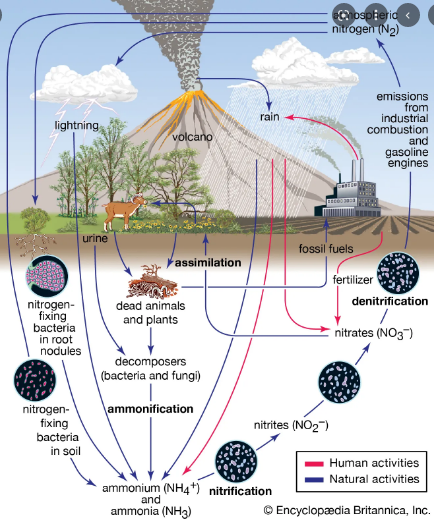 atmospheric
nitrogen (N₂)
emissions
from
industrial
combustion
and
gasoline
engines
lightning
volcano
rain
urine
fossil fuels
assimilation
fertilizer
denitrification
dead animals
and plants
nitrogen-
fixing
bacteria
in root
nodules
nitrates (NO₃⁻)
decomposers
(bacteria and fungi)
ammonification
nitrogen-
fixing
bacteria
in soil
nitrites (NO₂⁻)
ammonium (NH₄⁺)
and
ammonia (NH₃)
nitrification
Human activities
Natural activities
© Encyclopædia Britannica, Inc.